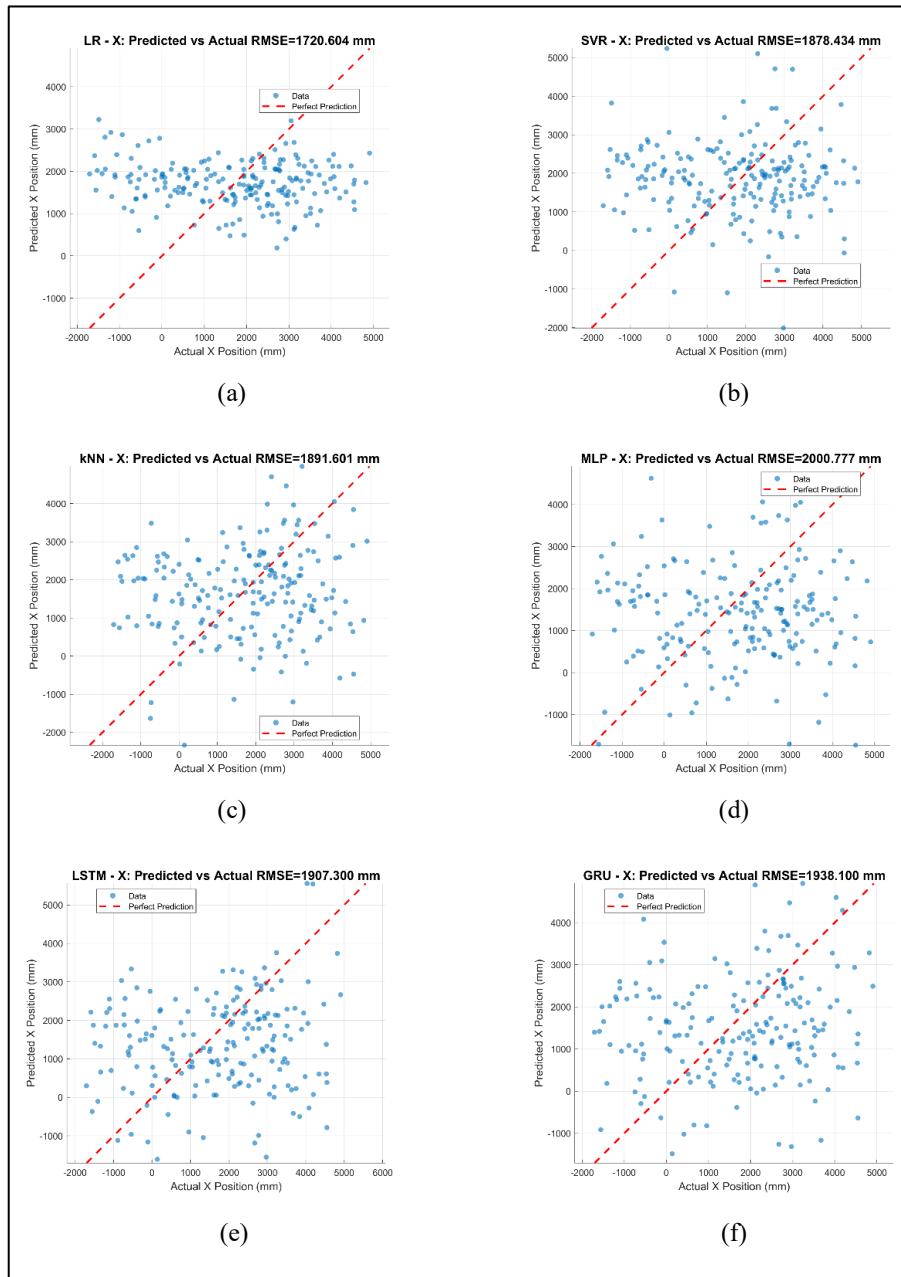 LR - X: Predicted vs Actual RMSE=1720.604 mm
Data
Perfect Prediction
4000
3000
2000
1000
0
-1000
Predicted X Position (mm)
-2000 -1000 0 1000 2000 3000 4000 5000
Actual X Position (mm)
(a)
SVR - X: Predicted vs Actual RMSE=1878.434 mm
5000
4000
3000
2000
1000
0
-1000
-2000
Predicted X Position (mm)
Data
Perfect Prediction
-2000 -1000 0 1000 2000 3000 4000 5000
Actual X Position (mm)
(b)
kNN - X: Predicted vs Actual RMSE=1891.601 mm
4000
3000
2000
1000
0
-1000
-2000
Predicted X Position (mm)
Data
Perfect Prediction
-2000 -1000 0 1000 2000 3000 4000 5000
Actual X Position (mm)
(c)
MLP - X: Predicted vs Actual RMSE=2000.777 mm
Data
Perfect Prediction
4000
3000
2000
1000
0
-1000
Predicted X Position (mm)
-2000 -1000 0 1000 2000 3000 4000 5000
Actual X Position (mm)
(d)
LSTM - X: Predicted vs Actual RMSE=1907.300 mm
Data
Perfect Prediction
5000
4000
3000
2000
1000
0
-1000
Predicted X Position (mm)
-2000 -1000 0 1000 2000 3000 4000 5000 6000
Actual X Position (mm)
(e)
GRU - X: Predicted vs Actual RMSE=1938.100 mm
Data
Perfect Prediction
4000
3000
2000
1000
0
-1000
Predicted X Position (mm)
-2000 -1000 0 1000 2000 3000 4000 5000
Actual X Position (mm)
(f)